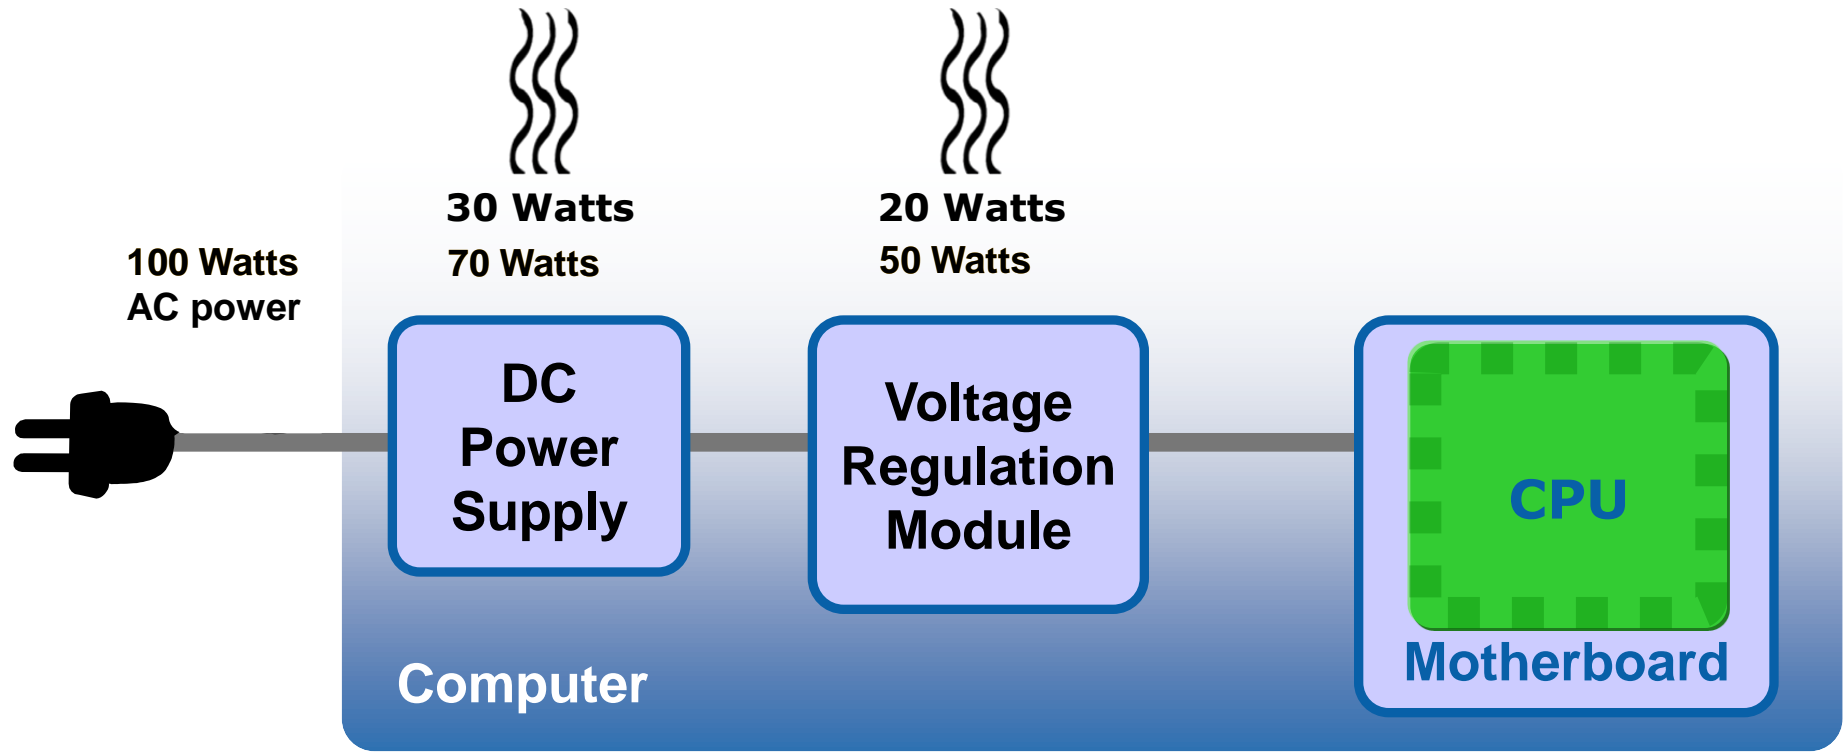 30 Watts
70 Watts
20 Watts
50 Watts
100 Watts
AC power
DC
Power
Supply
Voltage
Regulation
Module
CPU
Motherboard
Computer